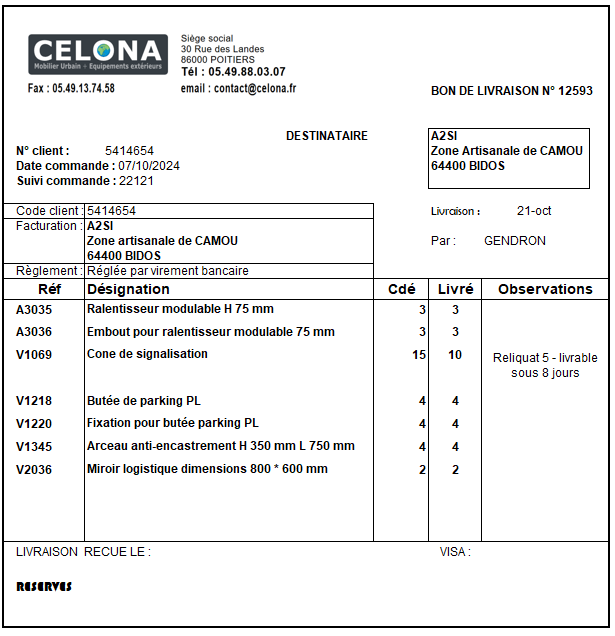 CELONA
Mobilier Urbain - Equipements extérieurs
Siège social
30 Rue des Landes
86000 POITIERS
Tél : 05.49.88.03.07
Fax : 05.49.13.74.58 email : contact@celona.fr
BON DE LIVRAISON N° 12593
DESTINATAIRE
A2SI
Zone Artisanale de CAMOU
64400 BIDOS
N° client : 5414654
Date commande : 07/10/2024
Suivi commande : 22121
Code client : 5414654
Facturation : A2SI
Zone artisanale de CAMOU
64400 BIDOS
Règlement : Réglée par virement bancaire
Livraison : 21-oct
Par : GENDRON
Réf Désignation Cdé Livré Observations
A3035 Ralentisseur modulable H 75 mm 3 3
A3036 Embout pour ralentisseur modulable 75 mm 3 3
V1069 Cone de signalisation 15 10 Reliquat 5 - livrable
sous 8 jours
V1218 Butée de parking PL 4 4
V1220 Fixation pour butée parking PL 4 4
V1345 Arceau anti-encastrement H 350 mm L 750 mm 4 4
V2036 Miroir logistique dimensions 800 * 600 mm 2 2
LIVRAISON RECUE LE : VISA :
RESERVES